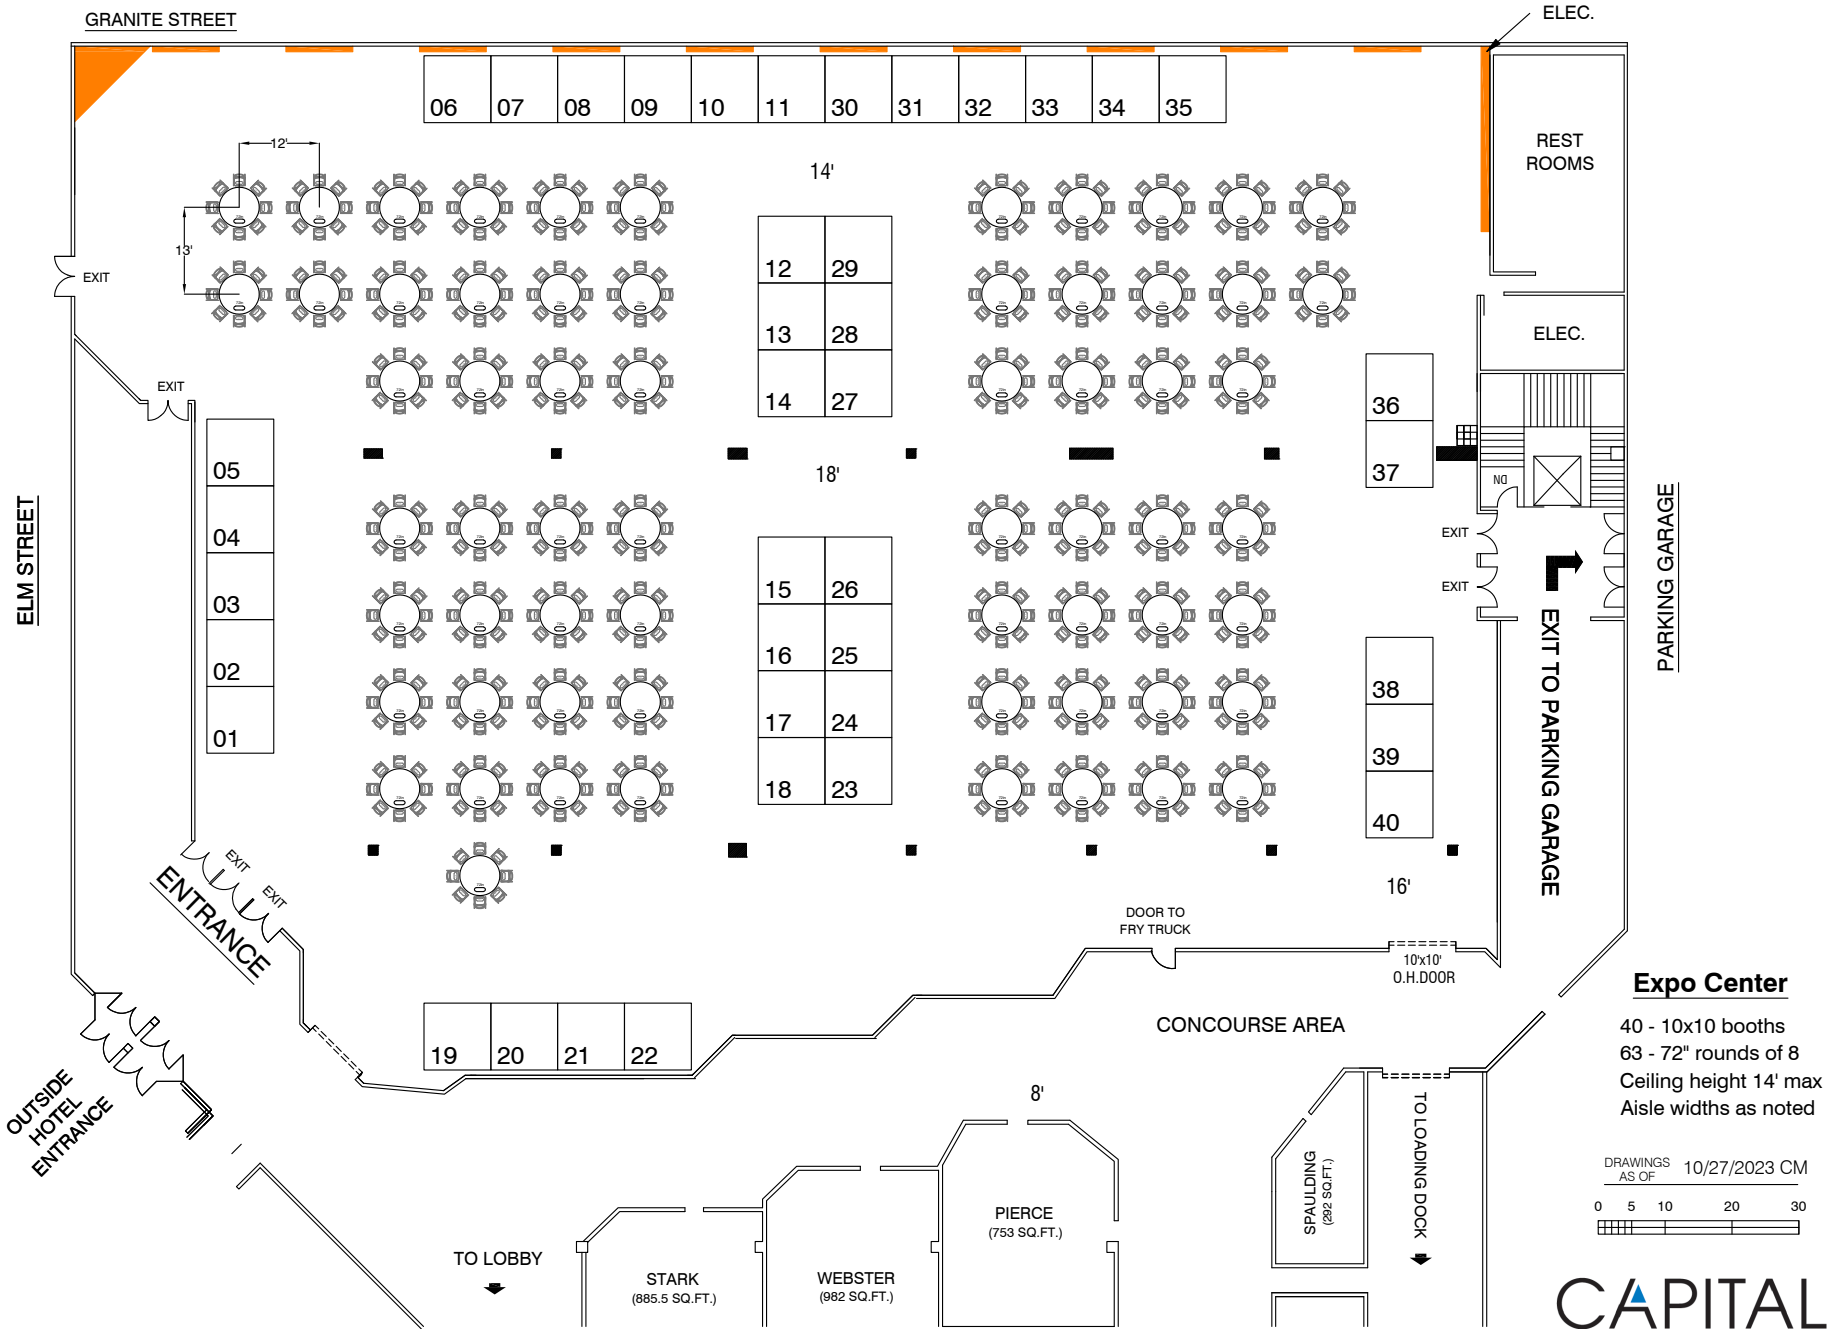 GRANITE STREET
ELEC.
06 07 08 09 10 11 30 31 32 33 34 35
REST
ROOMS
12'
14'
13'
EXIT
12 29
13 28
14 27
ELEC.
EXIT
36
37
05
04
03
02
01
18'
DN
ELM STREET
EXIT
EXIT
PARKING GARAGE
EXIT TO PARKING GARAGE
15 26
16 25
17 24
18 23
38
39
40
EXIT
EXIT
ENTRANCE
16'
DOOR TO
FRY TRUCK
10'x10'
O.H.DOOR
19 20 21 22
CONCOURSE AREA
8'
OUTSIDE
HOTEL
ENTRANCE
TO LOBBY
STARK
(885.5 SQ.FT.)
WEBSTER
(982 SQ.FT.)
PIERCE
(753 SQ.FT.)
SPAULDING
(292 SQ.FT.)
TO LOADING DOCK
Expo Center
40 - 10x10 booths
63 - 72" rounds of 8
Ceiling height 14' max
Aisle widths as noted
DRAWINGS
AS OF
10/27/2023 CM
0 5 10 20 30
CAPITAL